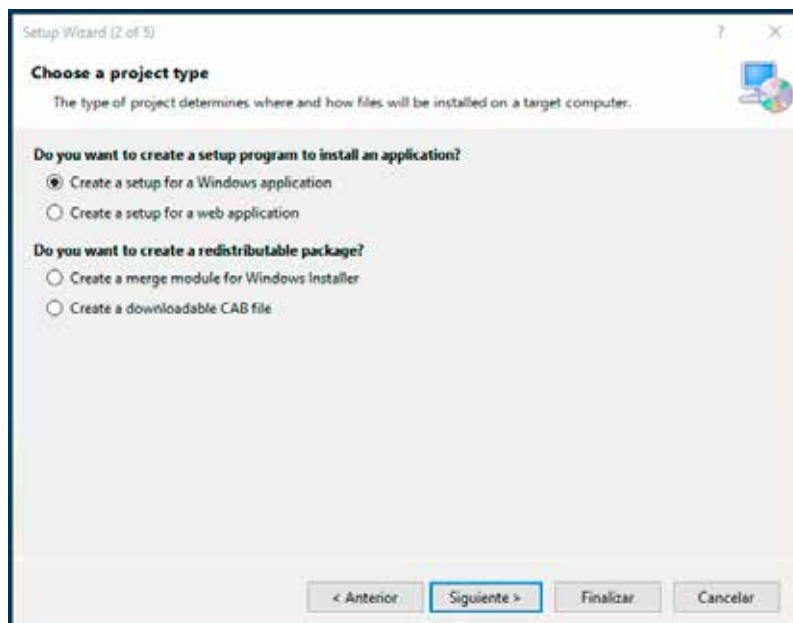 Setup Wizard (2 of 5)
?
Choose a project type
The type of project determines where and how files will be installed on a target computer.
Do you want to create a setup program to install an application?
Create a setup for a Windows application
Create a setup for a web application
Do you want to create a redistributable package?
Create a merge module for Windows Installer
Create a downloadable CAB file
< Anterior Siguiente > Finalizar Cancelar